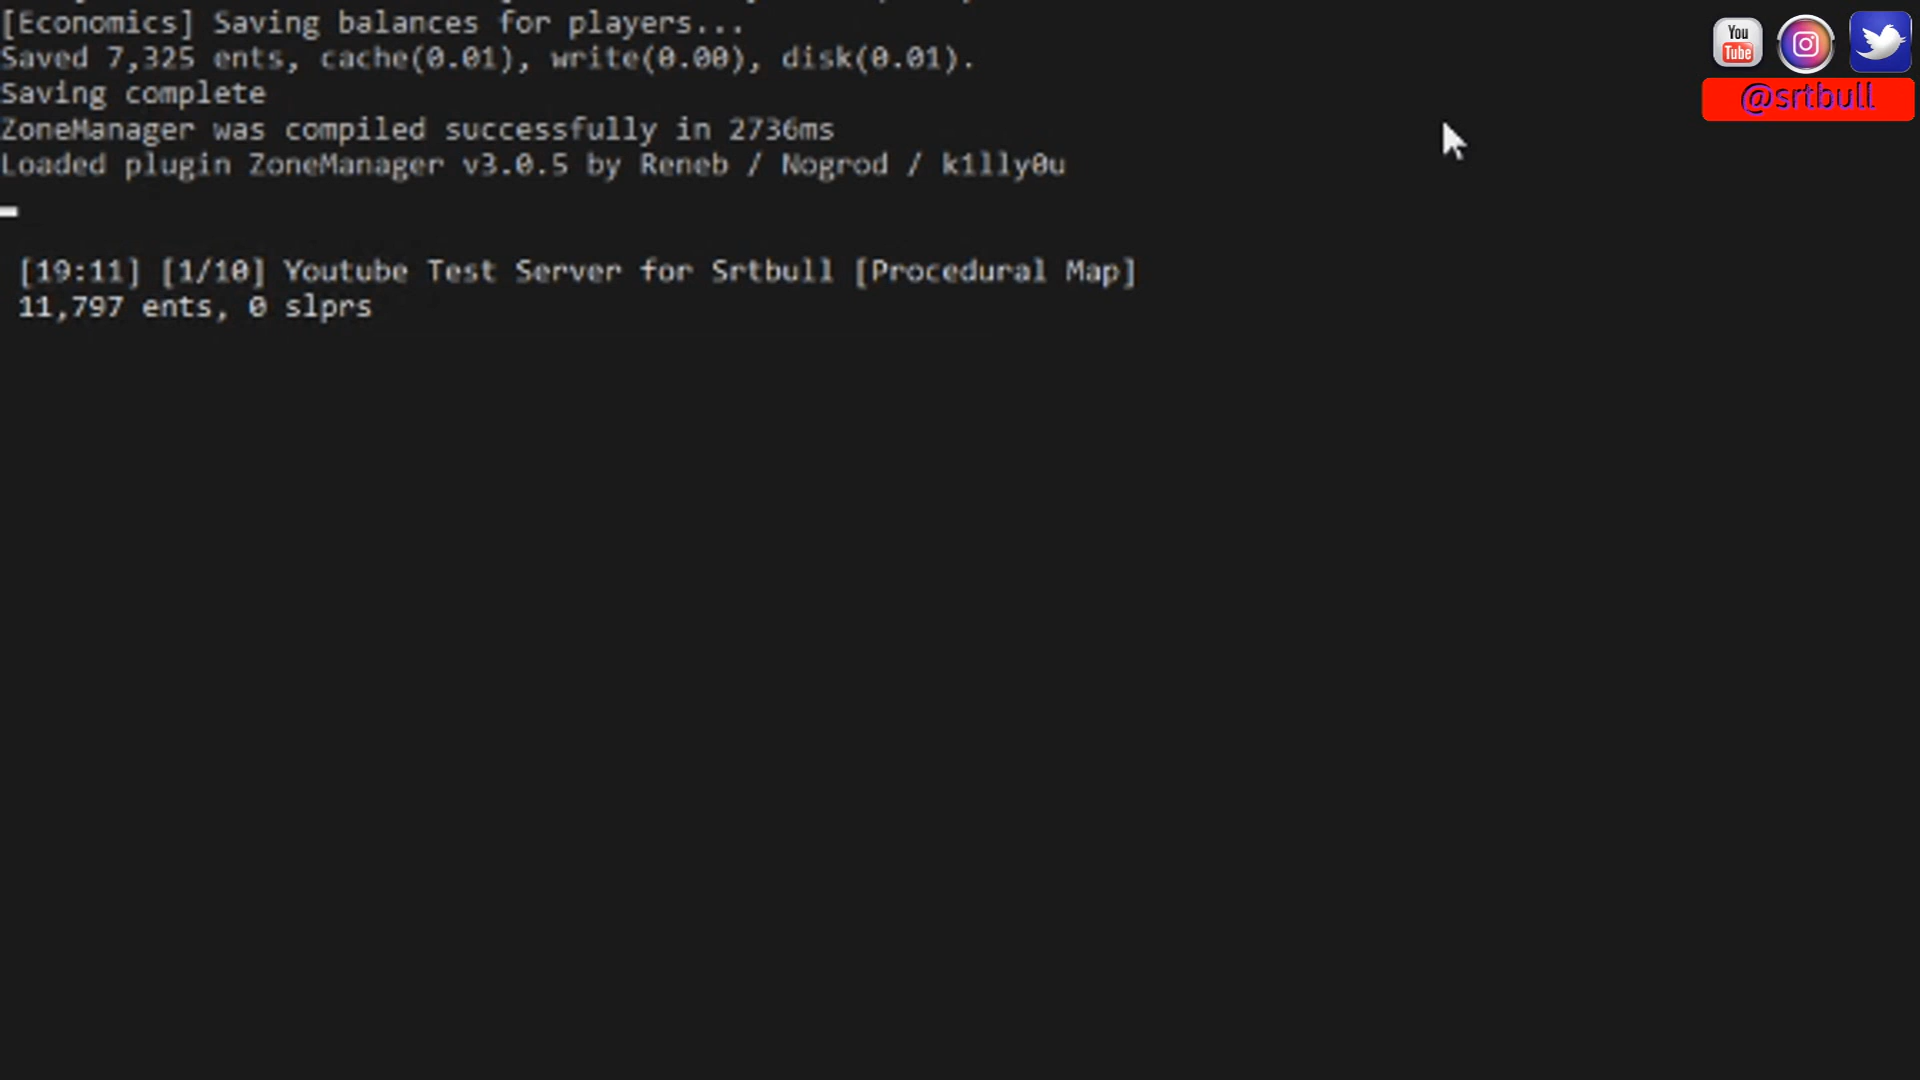 [Economics] Saving balances for players...
Saved 7,325 ents, cache(0.01), write(0.00), disk(0.01).
Saving complete
ZoneManager was compiled successfully in 2736ms
Loaded plugin ZoneManager v3.0.5 by Reneb / Nogrod / k1lly0u
[19:11] [1/10] Youtube Test Server for Srtbull [Procedural Map]
11,797 ents, 0 slprs
You
Tube
@srtbull